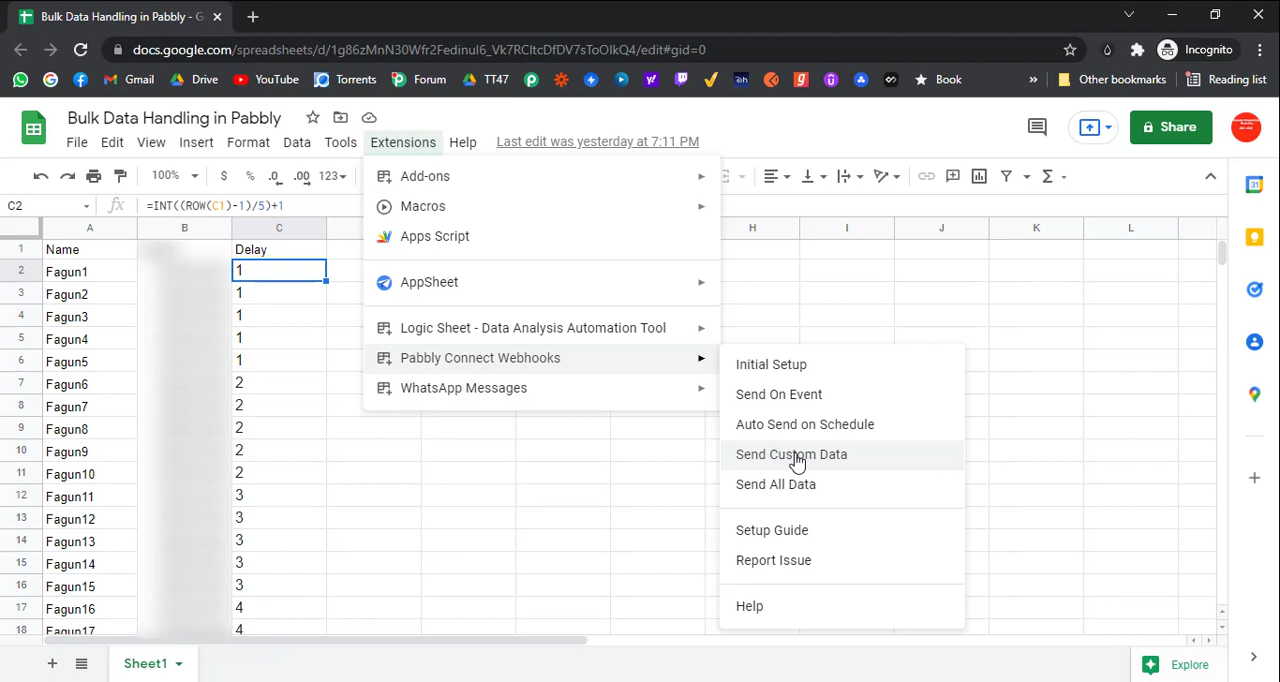 Bulk Data Handling in Pabbly - G
docs.google.com/spreadsheets/d/1g86zMnN30Wfr2Fedinul6_Vk7RCltcDfDV7sToOIkQ4/edit#gid=0
Incognito
Gmail Drive YouTube Torrents Forum TT47 Book » Other bookmarks Reading list
Bulk Data Handling in Pabbly
File Edit View Insert Format Data Tools Extensions Help Last edit was yesterday at 7:11 PM
Share
100% $ % .0 .00 123
C2 fx =INT((ROW(C1)-1)/5)+1
A B C H I J K L
1 Name Delay
2 Fagun1 1
3 Fagun2 1
4 Fagun3 1
5 Fagun4 1
6 Fagun5 1
7 Fagun6 2
8 Fagun7 2
9 Fagun8 2
10 Fagun9 2
11 Fagun10 2
12 Fagun11 3
13 Fagun12 3
14 Fagun13 3
15 Fagun14 3
16 Fagun15 3
17 Fagun16 4
18 Fagun17 4
Add-ons
Macros
Apps Script
AppSheet
Logic Sheet - Data Analysis Automation Tool
Pabbly Connect Webhooks
WhatsApp Messages
Initial Setup
Send On Event
Auto Send on Schedule
Send Custom Data
Send All Data
Setup Guide
Report Issue
Help
31
Sheet1
Explore